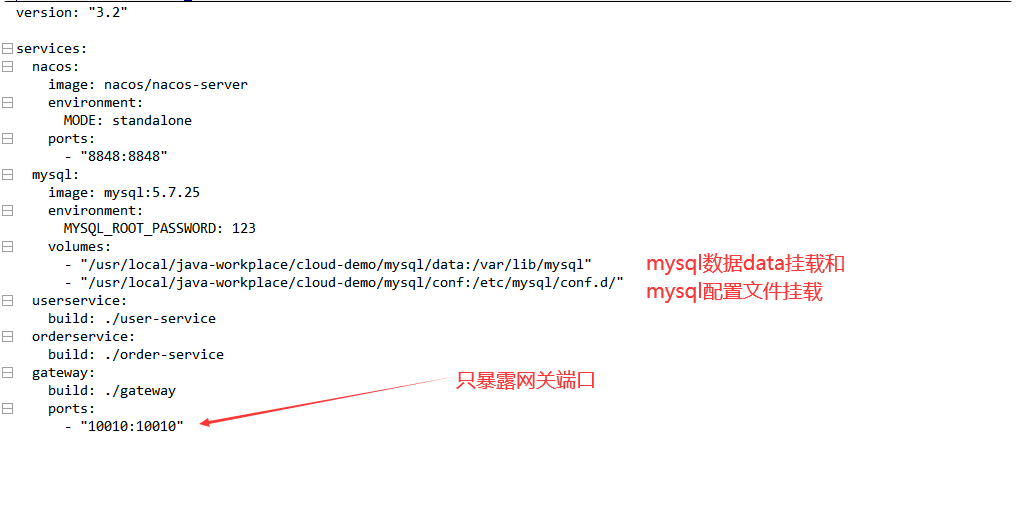 version: "3.2"
services:
nacos:
image: nacos/nacos-server
environment:
MODE: standalone
ports:
- "8848:8848"
mysql:
image: mysql:5.7.25
environment:
MYSQL_ROOT_PASSWORD: 123
volumes:
- "/usr/local/java-workplace/cloud-demo/mysql/data:/var/lib/mysql"
- "/usr/local/java-workplace/cloud-demo/mysql/conf:/etc/mysql/conf.d/"
mysql数据data挂载和
mysql配置文件挂载
userservice:
build: ./user-service
orderservice:
build: ./order-service
gateway:
build: ./gateway
ports:
- "10010:10010"
只暴露网关端口